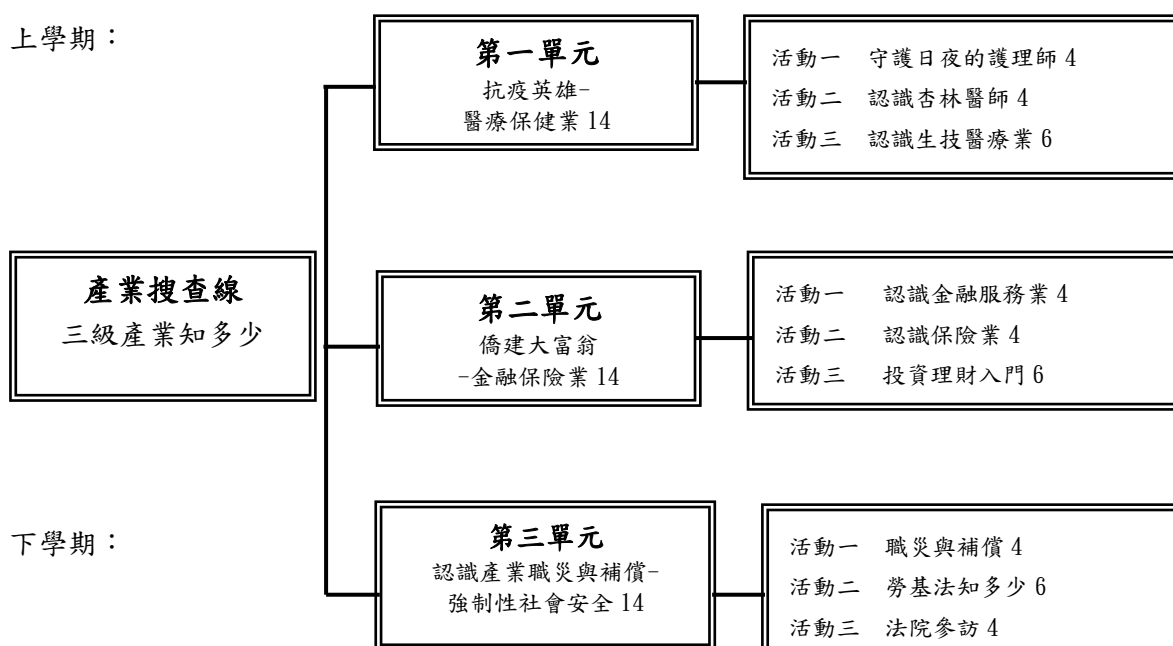 上學期：
第一單元
抗疫英雄-
醫療保健業 14
活動一 守護日夜的護理師 4
活動二 認識杏林醫師 4
活動三 認識生技醫療業 6
產業搜查線
三級產業知多少
第二單元
僑建大富翁
-金融保險業 14
活動一 認識金融服務業 4
活動二 認識保險業 4
活動三 投資理財入門 6
下學期：
第三單元
認識產業職災與補償-
強制性社會安全 14
活動一 職災與補償 4
活動二 勞基法知多少 6
活動三 法院參訪 4